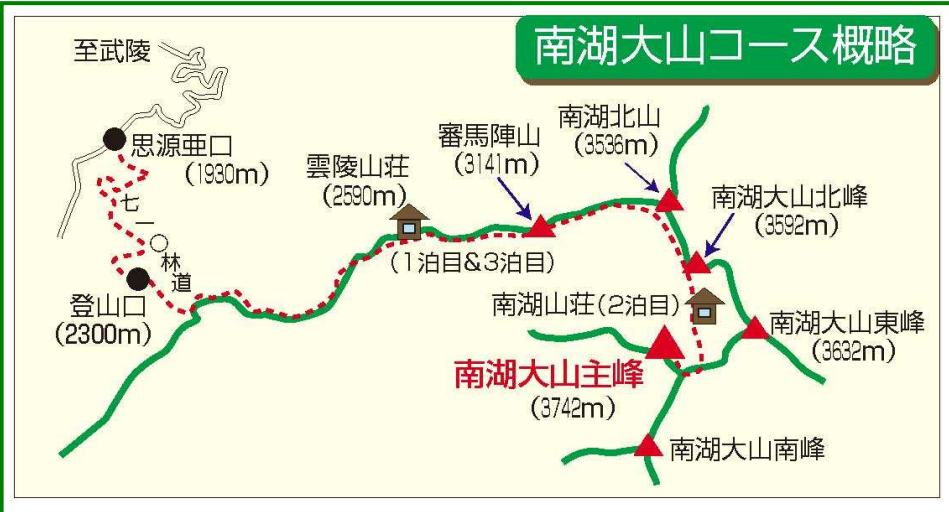 南湖大山コース概略
至武陵
思源亜口
(1930m)
七一〇林道
登山口
(2300m)
雲陵山荘
(2590m)
(1泊目&3泊目)
審馬陣山
(3141m)
南湖北山
(3536m)
南湖大山北峰
(3592m)
南湖山荘(2泊目)
南湖大山東峰
(3632m)
南湖大山主峰
(3742m)
南湖大山南峰